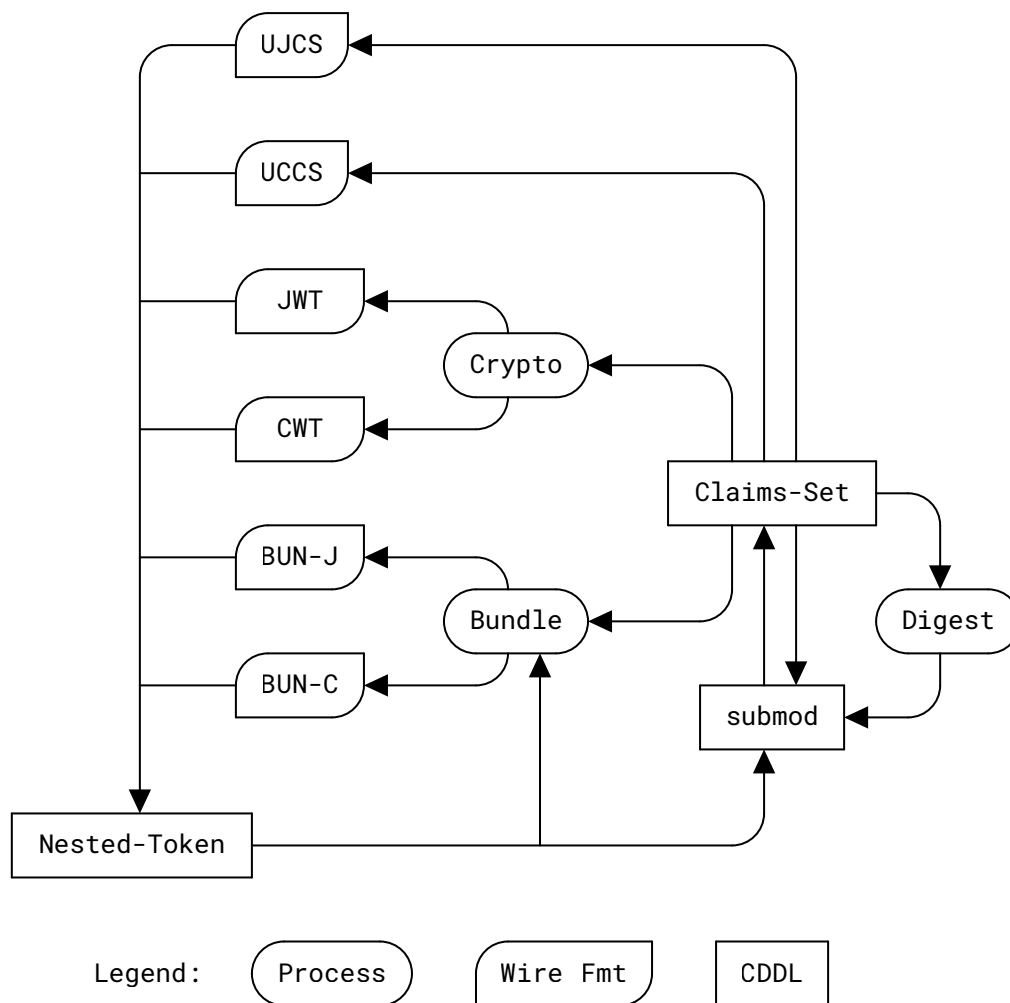 UJCS
UCCS
JWT
Crypto
CWT
Claims-Set
BUN-J
Bundle
Digest
BUN-C
submod
Nested-Token
Legend: Process Wire Fmt CDDL